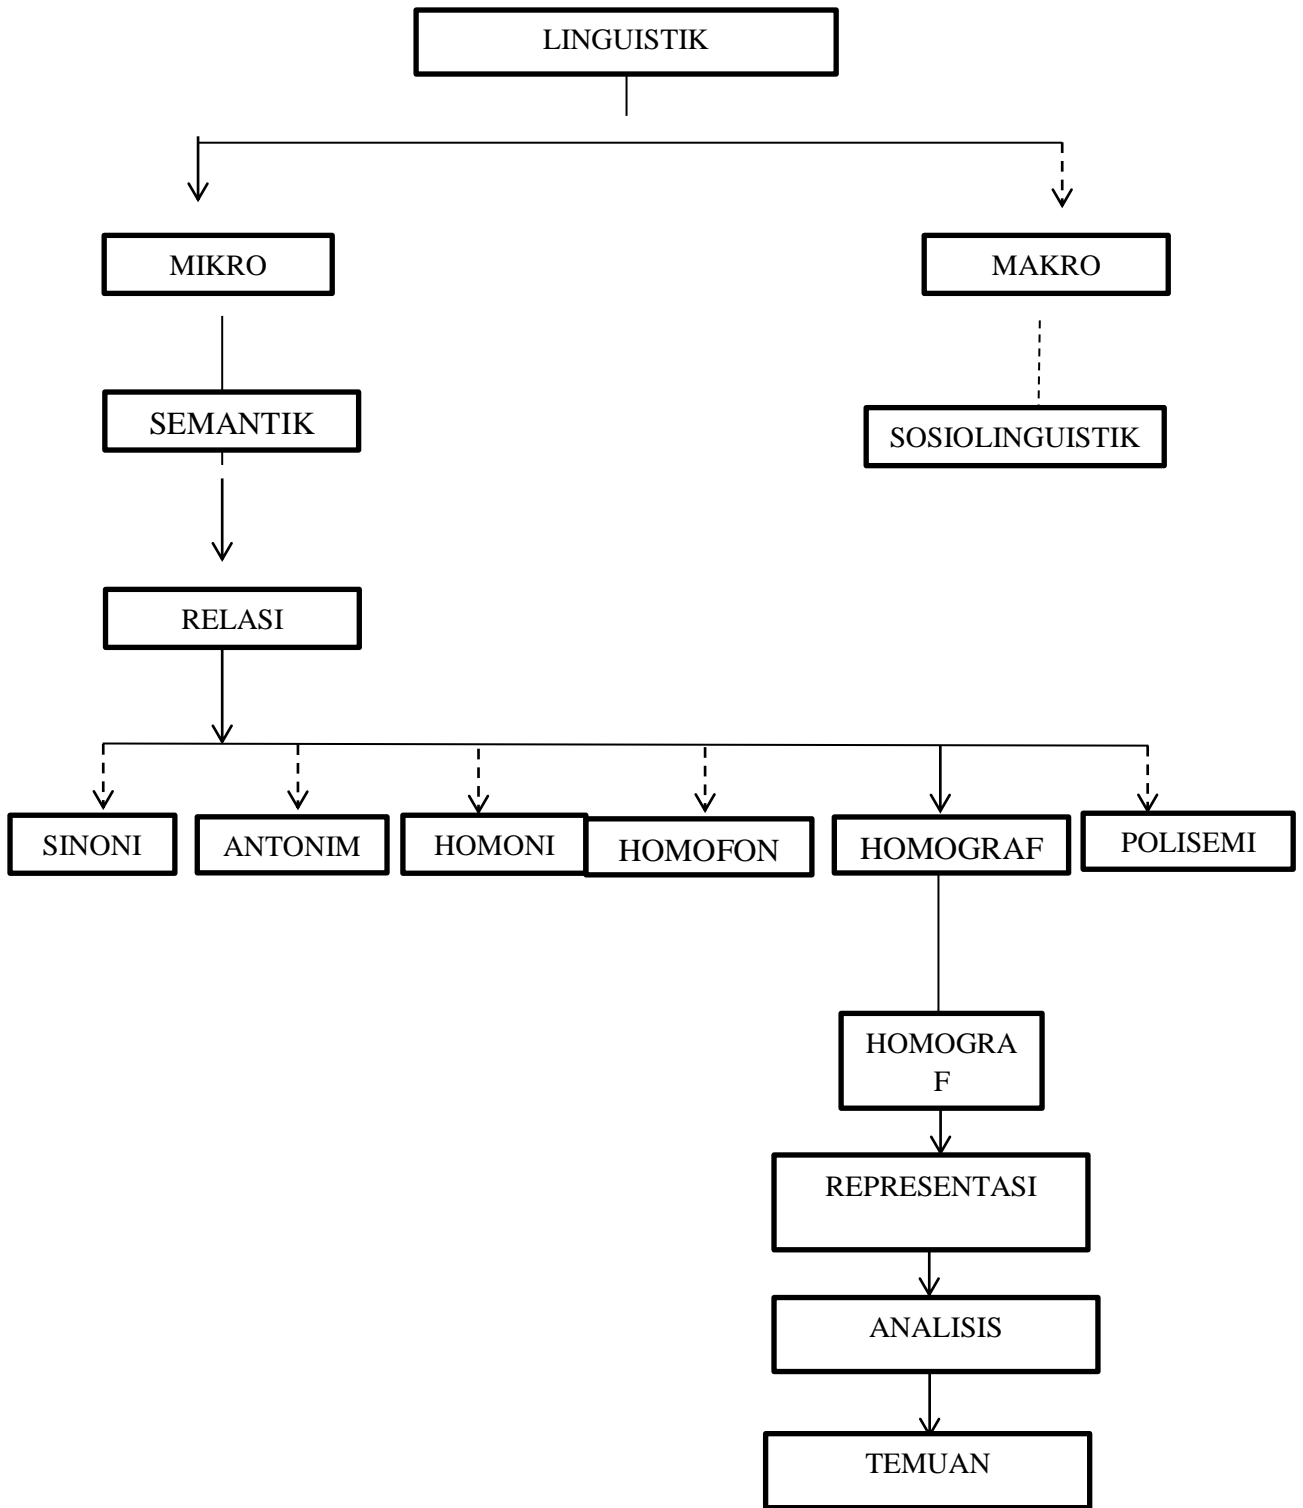 LINGUISTIK
MIKRO
MAKRO
SEMANTIK
SOSIOLINGUISTIK
RELASI
SINONI
ANTONIM
HOMONI
HOMOFON
HOMOGRAF
POLISEMI
HOMOGRA
F
REPRESENTASI
ANALISIS
TEMUAN